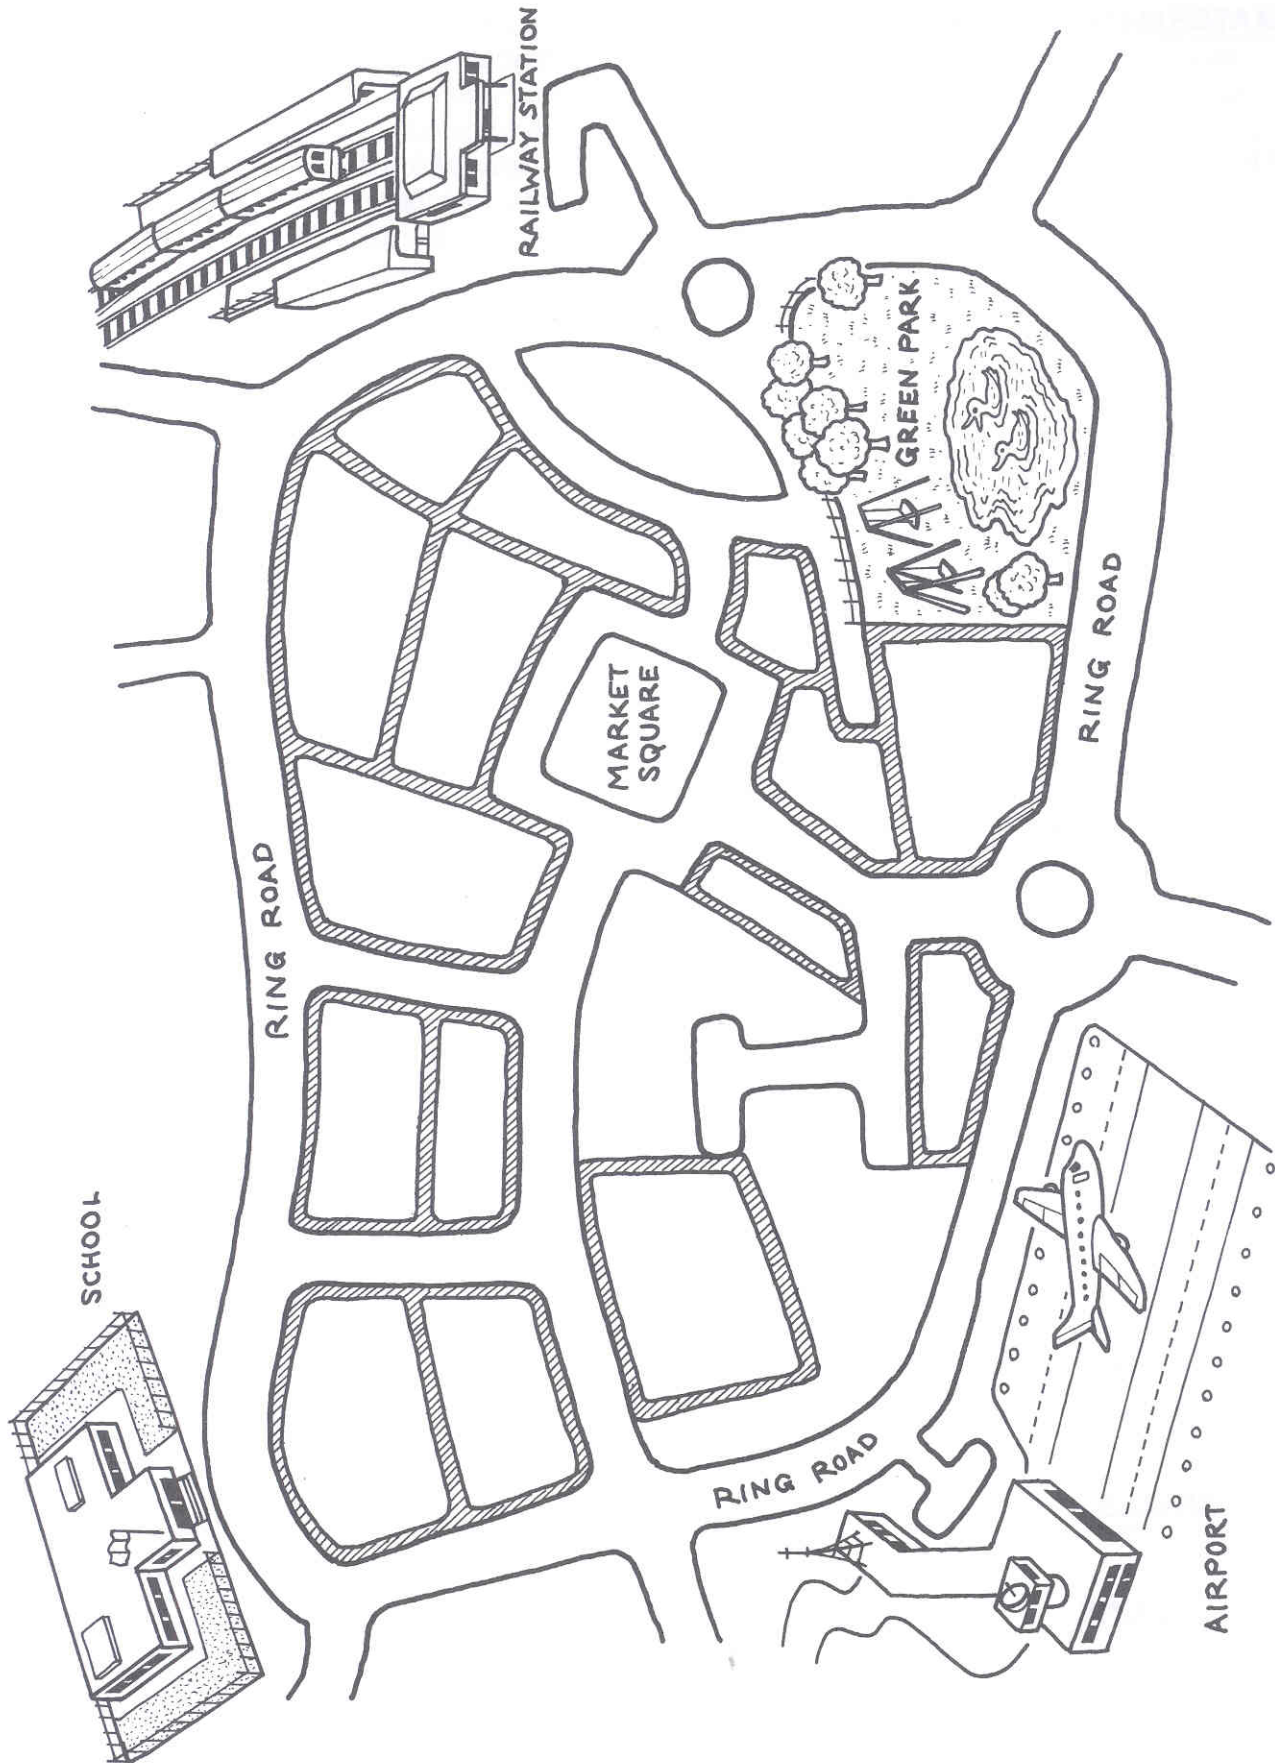 SCHOOL
RAILWAY STATION
RING ROAD
MARKET
SQUARE
GREEN PARK
RING ROAD
RING ROAD
AIRPORT